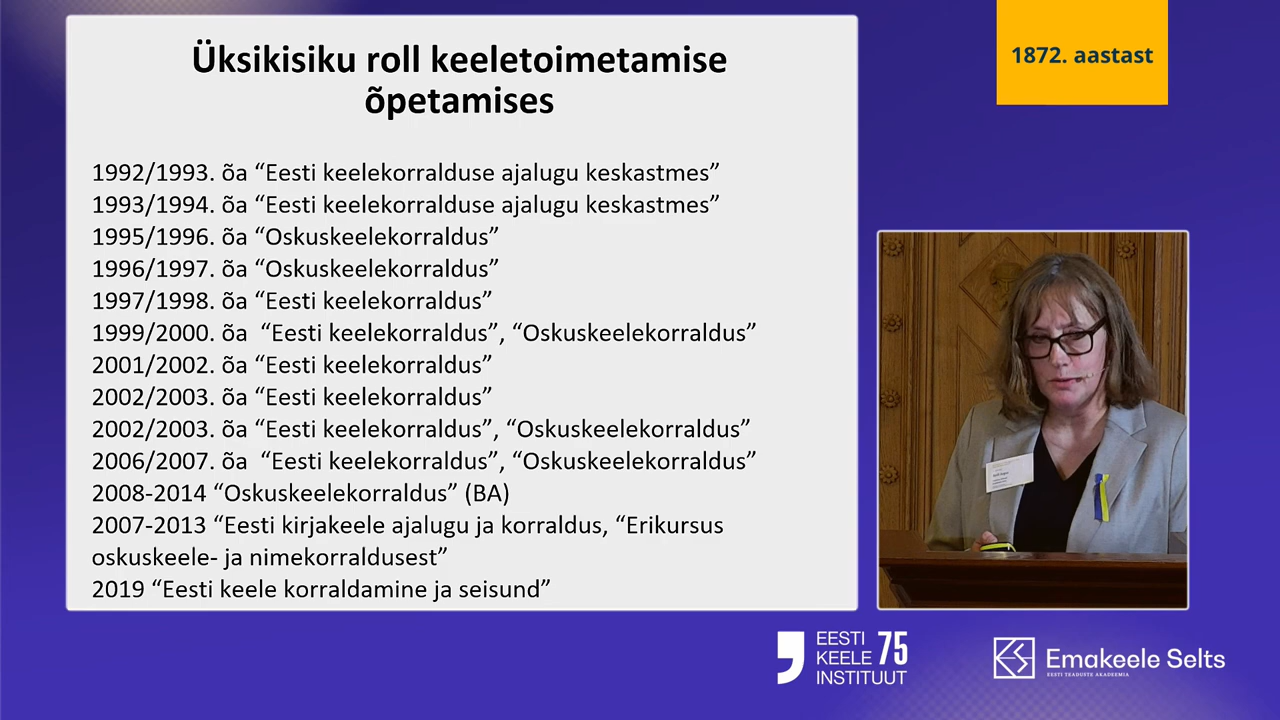 Üksikisiku roll keeletoimetamise
õpetamises
1992/1993. õa “Eesti keelekorralduse ajalugu keskastmes”
1993/1994. õa “Eesti keelekorralduse ajalugu keskastmes”
1995/1996. õa “Oskuskeelekorraldus”
1996/1997. õa “Oskuskeelekorraldus”
1997/1998. õa “Eesti keelekorraldus”
1999/2000. õa “Eesti keelekorraldus”, “Oskuskeelekorraldus”
2001/2002. õa “Eesti keelekorraldus”
2002/2003. õa “Eesti keelekorraldus”
2002/2003. õa “Eesti keelekorraldus”, “Oskuskeelekorraldus”
2006/2007. õa “Eesti keelekorraldus”, “Oskuskeelekorraldus”
2008-2014 “Oskuskeelekorraldus” (BA)
2007-2013 “Eesti kirjakeele ajalugu ja korraldus, “Erikursus
oskuskeele- ja nimekorraldusest”
2019 “Eesti keele korraldamine ja seisund”
1872. aastast
EESTI
KEELE 75
INSTITUUT
Emakeele Selts
EESTI TEADUSTE AKADEEMIA